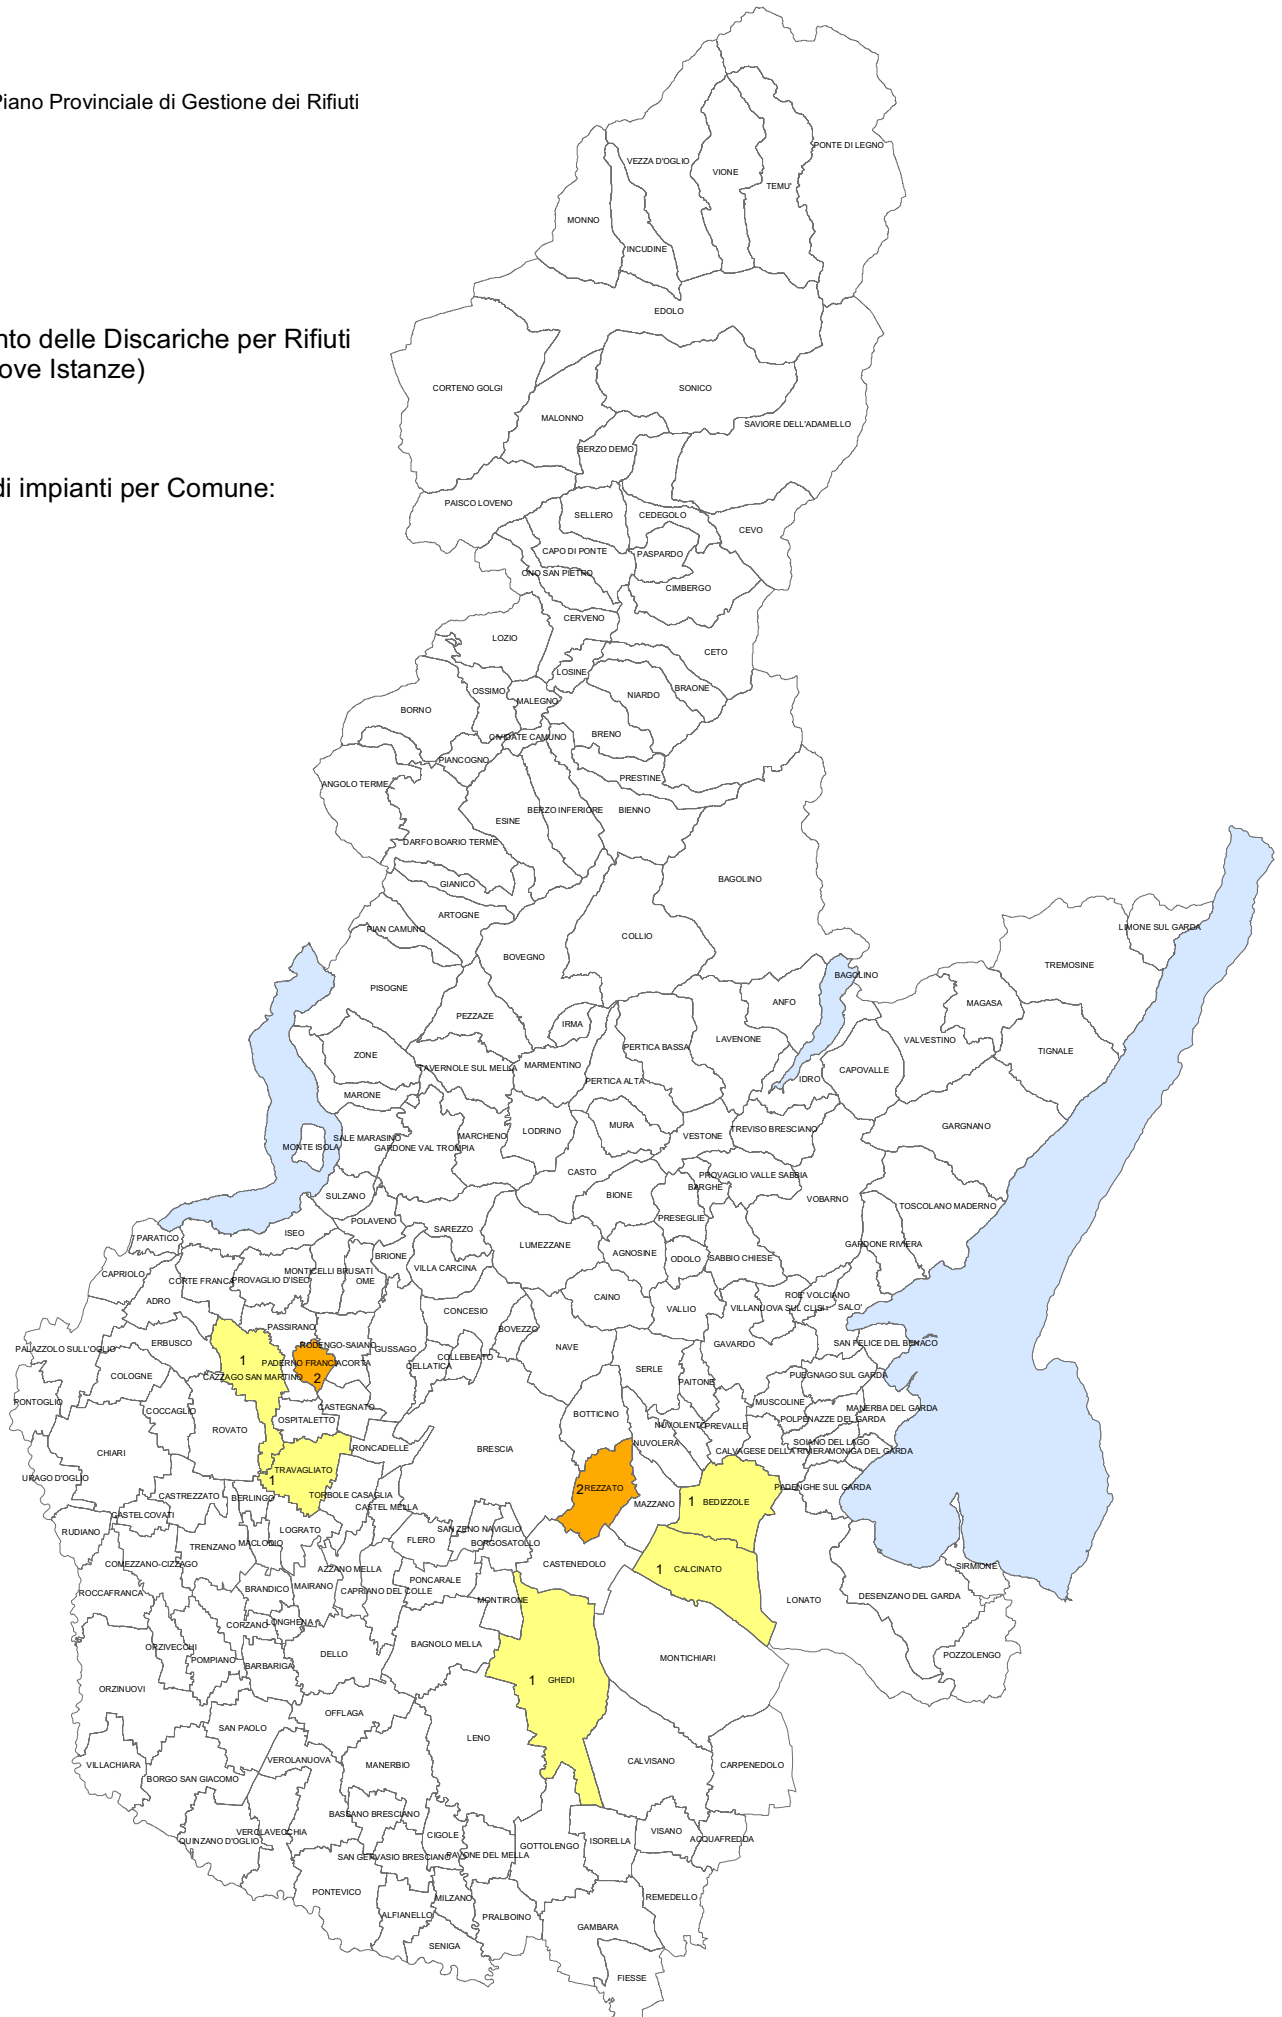 Piano Provinciale di Gestione dei Rifiuti
nto delle Discariche per Rifiuti
ove Istanze)
di impianti per Comune:
PONTE DI LEGNO
VEZZA D'OGLIO
VIONE
TEMU'
MONNO
INCUDINE
EDOLO
CORTENO GOLGI
SONICO
MALONNO
SAVIORE DELL'ADAMELLO
BERZO DEMO
PAISCO LOVENO
SELLERO
CEDEGOLO
CEVO
CAPO DI PONTE
PASPARDO
ONO SAN PIETRO
CIMBERGO
CERVENO
LOZIO
CETO
LOSINE
OSSIMO
BRAONE
NIARDO
MALEGNO
BORNO
BRENO
CIVIDATE CAMUNO
PIANCOGNO
PRESTINE
ANGOLO TERME
BERZO INFERIORE
BIENNO
ESINE
DARFO BOARIO TERME
BAGOLINO
GIANICO
ARTOGNE
PIAN CAMUNO
COLLIO
LIMONE SUL GARDA
BOVEGNO
TREMOSINE
BAGOLINO
PISOGNE
ANFO
MAGASA
PEZZAZE
IRMA
LAVENONE
VALVESTINO
PERTICA BASSA
TIGNALE
ZONE
TAVERNOLE SUL MELLA
MARMENTINO
CAPOVALLE
PERTICA ALTA
IDRO
MARONE
MURA
GARGNANO
LODRINO
TREVISO BRESCIANO
SALE MARASINO
MARCHENO
VESTONE
MONTE ISOLA
GARDONE VAL TROMPIA
CASTO
PROVAGLIO VALLE SABBIA
BARGHE
SULZANO
BIONE
VOBARNO
TOSCOLANO MADERNO
POLAVENO
PRESEGLIE
SAREZZO
ISEO
PARATICO
LUMEZZANE
GARDONE RIVIERA
AGNOSINE
BRIONE
ODOLO
SABBIO CHIESE
VILLA CARCINA
CAPRIOLO
MONTICELLI BRUSATI
CORTE FRANCA
PROVAGLIO D'ISEO
OME
ROE' VOLCIANO
CAINO
ADRO
CONCESIO
VALLIO
VILLANUOVA SUL CLISI
SALO'
PASSIRANO
BOVEZZO
ERBUSCO
RODENGO-SAIANO
GUSSAGO
NAVE
GAVARDO
SAN FELICE DEL BENACO
PALAZZOLO SULL'OGLIO
COLLEBEATO
1
PADERNO FRANCIACORTA
CELLATICA
SERLE
COLOGNE
CAZZAGO SAN MARTINO
2
PAITONE
PUEGNAGO SUL GARDA
PONTOGLIO
MUSCOLINE
CASTEGNATO
MANERBA DEL GARDA
COCCAGLIO
BOTTICINO
OSPITALETTO
POLPENAZZE DEL GARDA
NUVOLENTO
PREVALLE
ROVATO
SOIANO DEL LAGO
NUVOLERA
RONCADELLE
BRESCIA
CALVAGESE DELLA RIVIERA
MONIGA DEL GARDA
CHIARI
TRAVAGLIATO
1
URAGO D'OGLIO
2
REZZATO
PADENGHE SUL GARDA
TORBOLE CASAGLIA
CASTREZZATO
BERLINGO
1
BEDIZZOLE
MAZZANO
CASTEL MELLA
CASTELCOVATI
LOGRATO
SAN ZENO NAVIGLIO
RUDIANO
FLERO
BORGOSATOLLO
MACLODIO
TRENZANO
COMEZZANO-CIZZAGO
CASTENEDOLO
SIRMIONE
AZZANO MELLA
1
CALCINATO
PONCARALE
ROCCAFRANCA
MAIRANO
BRANDICO
CAPRIANO DEL COLLE
DESENZANO DEL GARDA
LONATO
MONTIRONE
LONGHENA
CORZANO
BAGNOLO MELLA
ORZIVECCHI
DELLO
POMPIANO
MONTICHIARI
POZZOLENGO
BARBARIGA
1
GHEDI
ORZINUOVI
OFFLAGA
SAN PAOLO
LENO
VEROLANUOVA
CALVISANO
VILLACHIARA
MANERBIO
CARPENEDOLO
BORGO SAN GIACOMO
BASSANO BRESCIANO
VEROLAVECCHIA
CIGOLE
VISANO
QUINZANO D'OGLIO
ISORELLA
ACQUAFREDDA
GOTTOLENGO
SAN GERVASIO BRESCIANO
PAVONE DEL MELLA
PONTEVICO
MILZANO
REMEDELLO
ALFIANELLO
PRALBOINO
GAMBARA
SENIGA
FIESSE